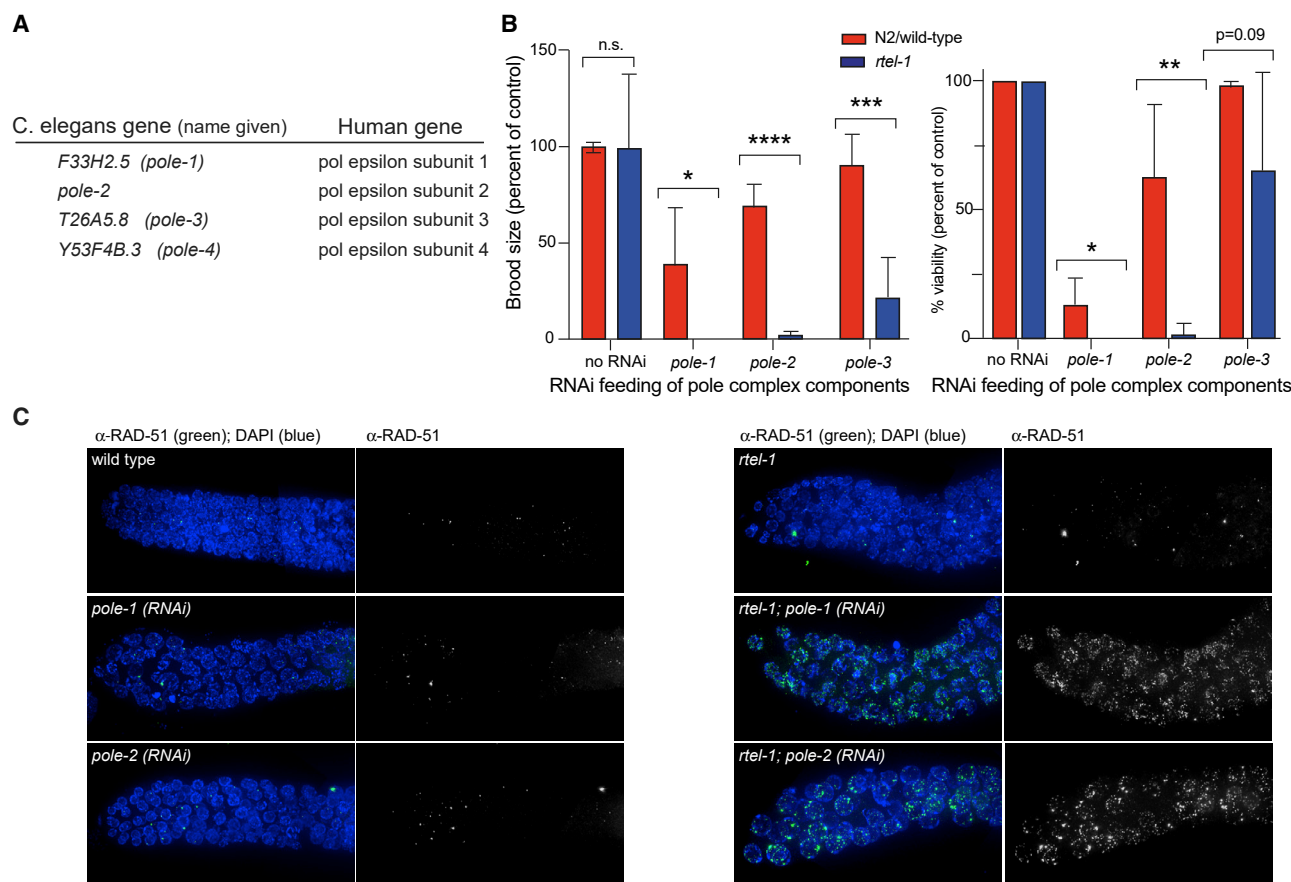 A
C. elegans gene (name given) Human gene
F33H2.5 (pole-1) pol epsilon subunit 1
pole-2 pol epsilon subunit 2
T26A5.8 (pole-3) pol epsilon subunit 3
Y53F4B.3 (pole-4) pol epsilon subunit 4
B
N2/wild-type
rtel-1
Brood size (percent of control)
150
100
50
0
n.s.
*
****
***
no RNAi pole-1 pole-2 pole-3
RNAi feeding of pole complex components
% viability (percent of control)
100
50
0
*
**
p=0.09
no RNAi pole-1 pole-2 pole-3
RNAi feeding of pole complex components
C
α-RAD-51 (green); DAPI (blue) α-RAD-51
wild type
pole-1 (RNAi)
pole-2 (RNAi)
α-RAD-51 (green); DAPI (blue) α-RAD-51
rtel-1
rtel-1; pole-1 (RNAi)
rtel-1; pole-2 (RNAi)